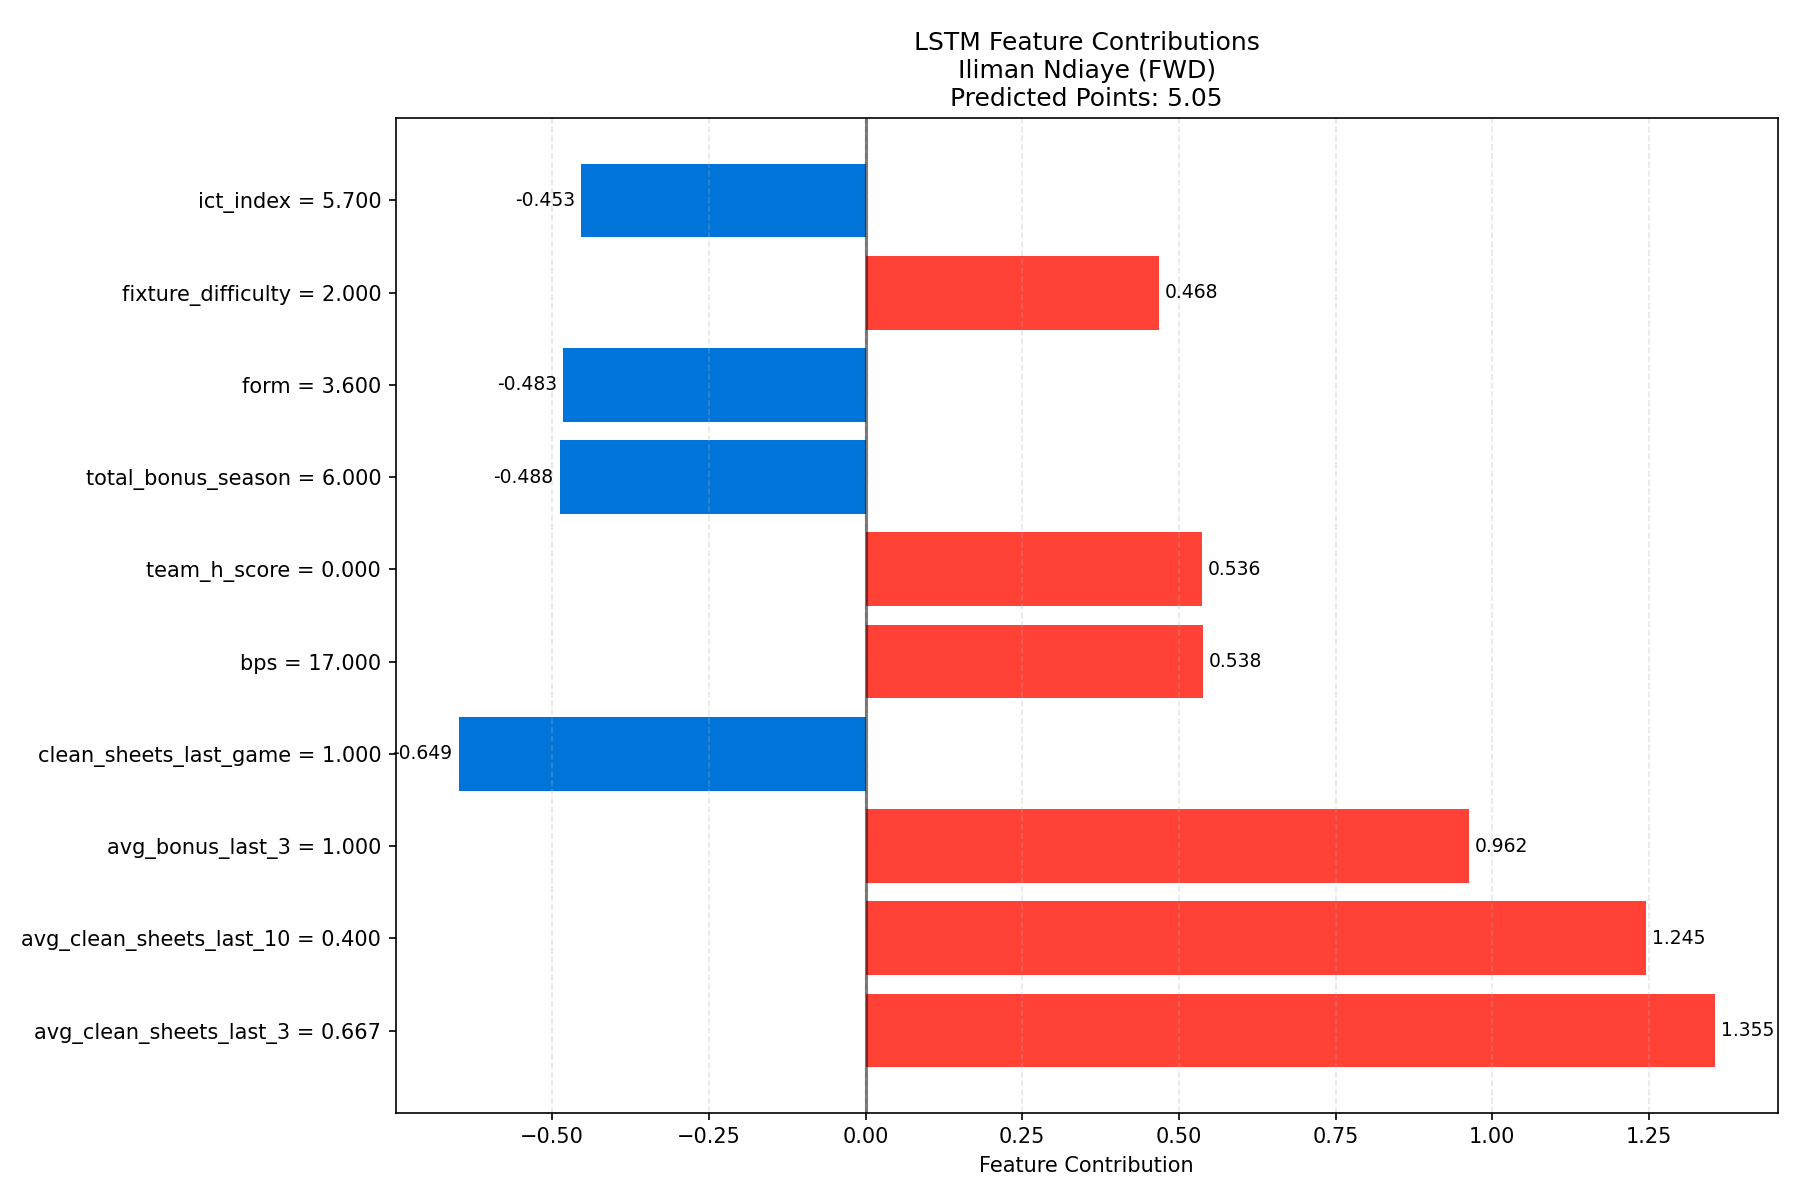 LSTM Feature Contributions
Iliman Ndiaye (FWD)
Predicted Points: 5.05
ict_index = 5.700
-0.453
fixture_difficulty = 2.000
0.468
form = 3.600
-0.483
total_bonus_season = 6.000
-0.488
team_h_score = 0.000
0.536
bps = 17.000
0.538
clean_sheets_last_game = 1.000
-0.649
avg_bonus_last_3 = 1.000
0.962
avg_clean_sheets_last_10 = 0.400
1.245
avg_clean_sheets_last_3 = 0.667
1.355
−0.50 −0.25 0.00 0.25 0.50 0.75 1.00 1.25
Feature Contribution